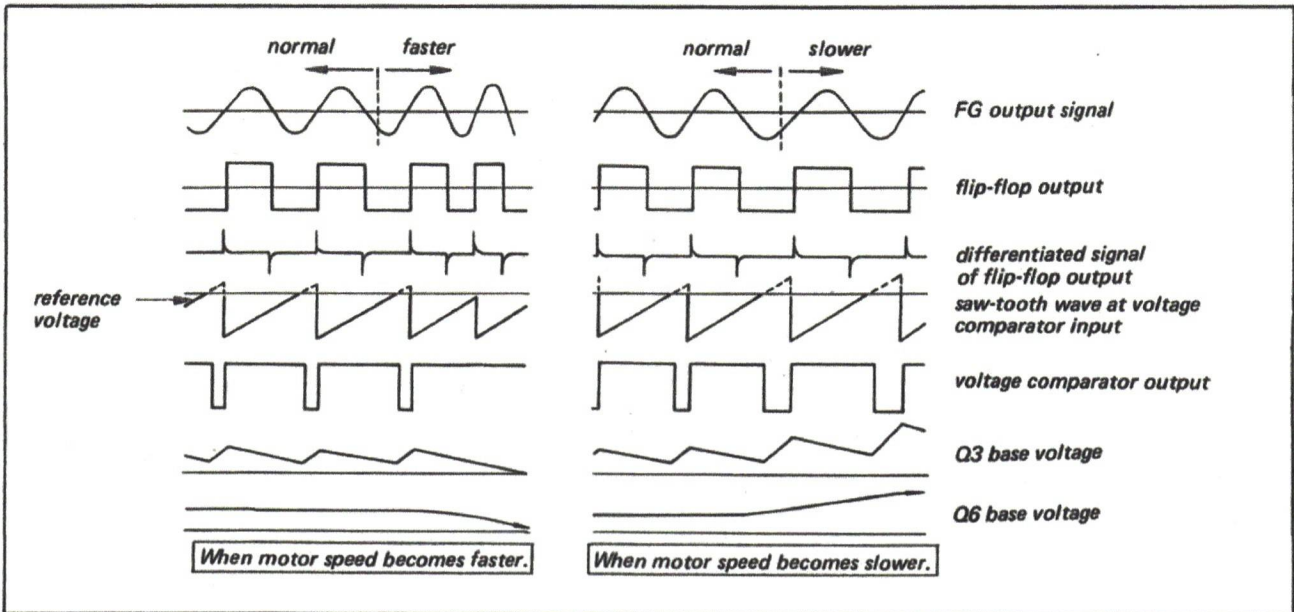 normal faster
normal slower
FG output signal
flip-flop output
differentiated signal
of flip-flop output
reference
voltage
saw-tooth wave at voltage
comparator input
voltage comparator output
Q3 base voltage
Q6 base voltage
When motor speed becomes faster.
When motor speed becomes slower.